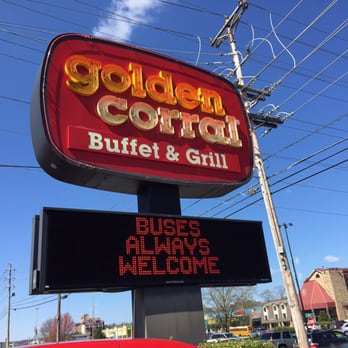 golden
corral
Buffet & Grill
BUSES
ALWAYS
WELCOME